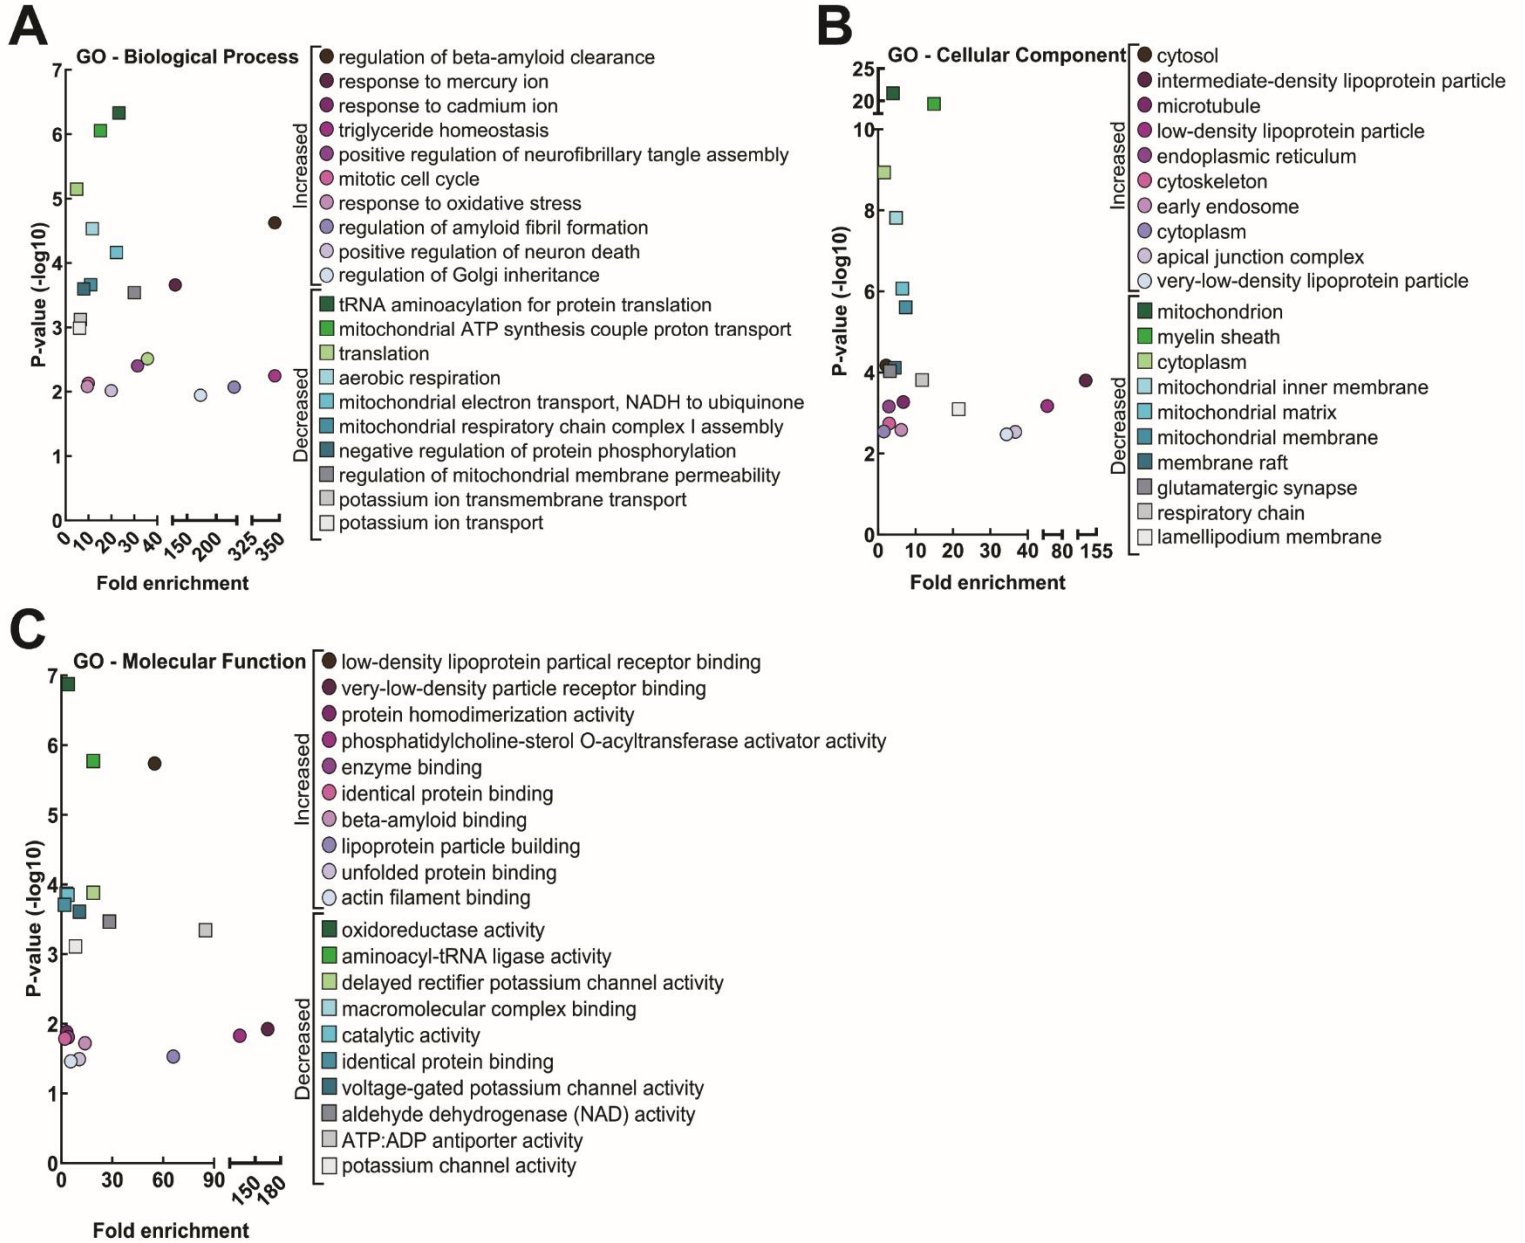 A
GO - Biological Process
P-value (-log10)
7
6
5
4
3
2
1
0
0 10 20 30 40 150 200 325 350
Fold enrichment
Increased
regulation of beta-amyloid clearance
response to mercury ion
response to cadmium ion
triglyceride homeostasis
positive regulation of neurofibrillary tangle assembly
mitotic cell cycle
response to oxidative stress
regulation of amyloid fibril formation
positive regulation of neuron death
regulation of Golgi inheritance
Decreased
tRNA aminoacylation for protein translation
mitochondrial ATP synthesis couple proton transport
translation
aerobic respiration
mitochondrial electron transport, NADH to ubiquinone
mitochondrial respiratory chain complex I assembly
negative regulation of protein phosphorylation
regulation of mitochondrial membrane permeability
potassium ion transmembrane transport
potassium ion transport
B
GO - Cellular Component
P-value (-log10)
25
20
10
8
6
4
2
0
0 10 20 30 40 80 155
Fold enrichment
Increased
cytosol
intermediate-density lipoprotein particle
microtubule
low-density lipoprotein particle
endoplasmic reticulum
cytoskeleton
early endosome
cytoplasm
apical junction complex
very-low-density lipoprotein particle
Decreased
mitochondrion
myelin sheath
cytoplasm
mitochondrial inner membrane
mitochondrial matrix
mitochondrial membrane
membrane raft
glutamatergic synapse
respiratory chain
lamellipodium membrane
C
GO - Molecular Function
P-value (-log10)
7
6
5
4
3
2
1
0
0 30 60 90 150 180
Fold enrichment
Increased
low-density lipoprotein partical receptor binding
very-low-density particle receptor binding
protein homodimerization activity
phosphatidylcholine-sterol O-acyltransferase activator activity
enzyme binding
identical protein binding
beta-amyloid binding
lipoprotein particle building
unfolded protein binding
actin filament binding
Decreased
oxidoreductase activity
aminoacyl-tRNA ligase activity
delayed rectifier potassium channel activity
macromolecular complex binding
catalytic activity
identical protein binding
voltage-gated potassium channel activity
aldehyde dehydrogenase (NAD) activity
ATP:ADP antiporter activity
potassium channel activity